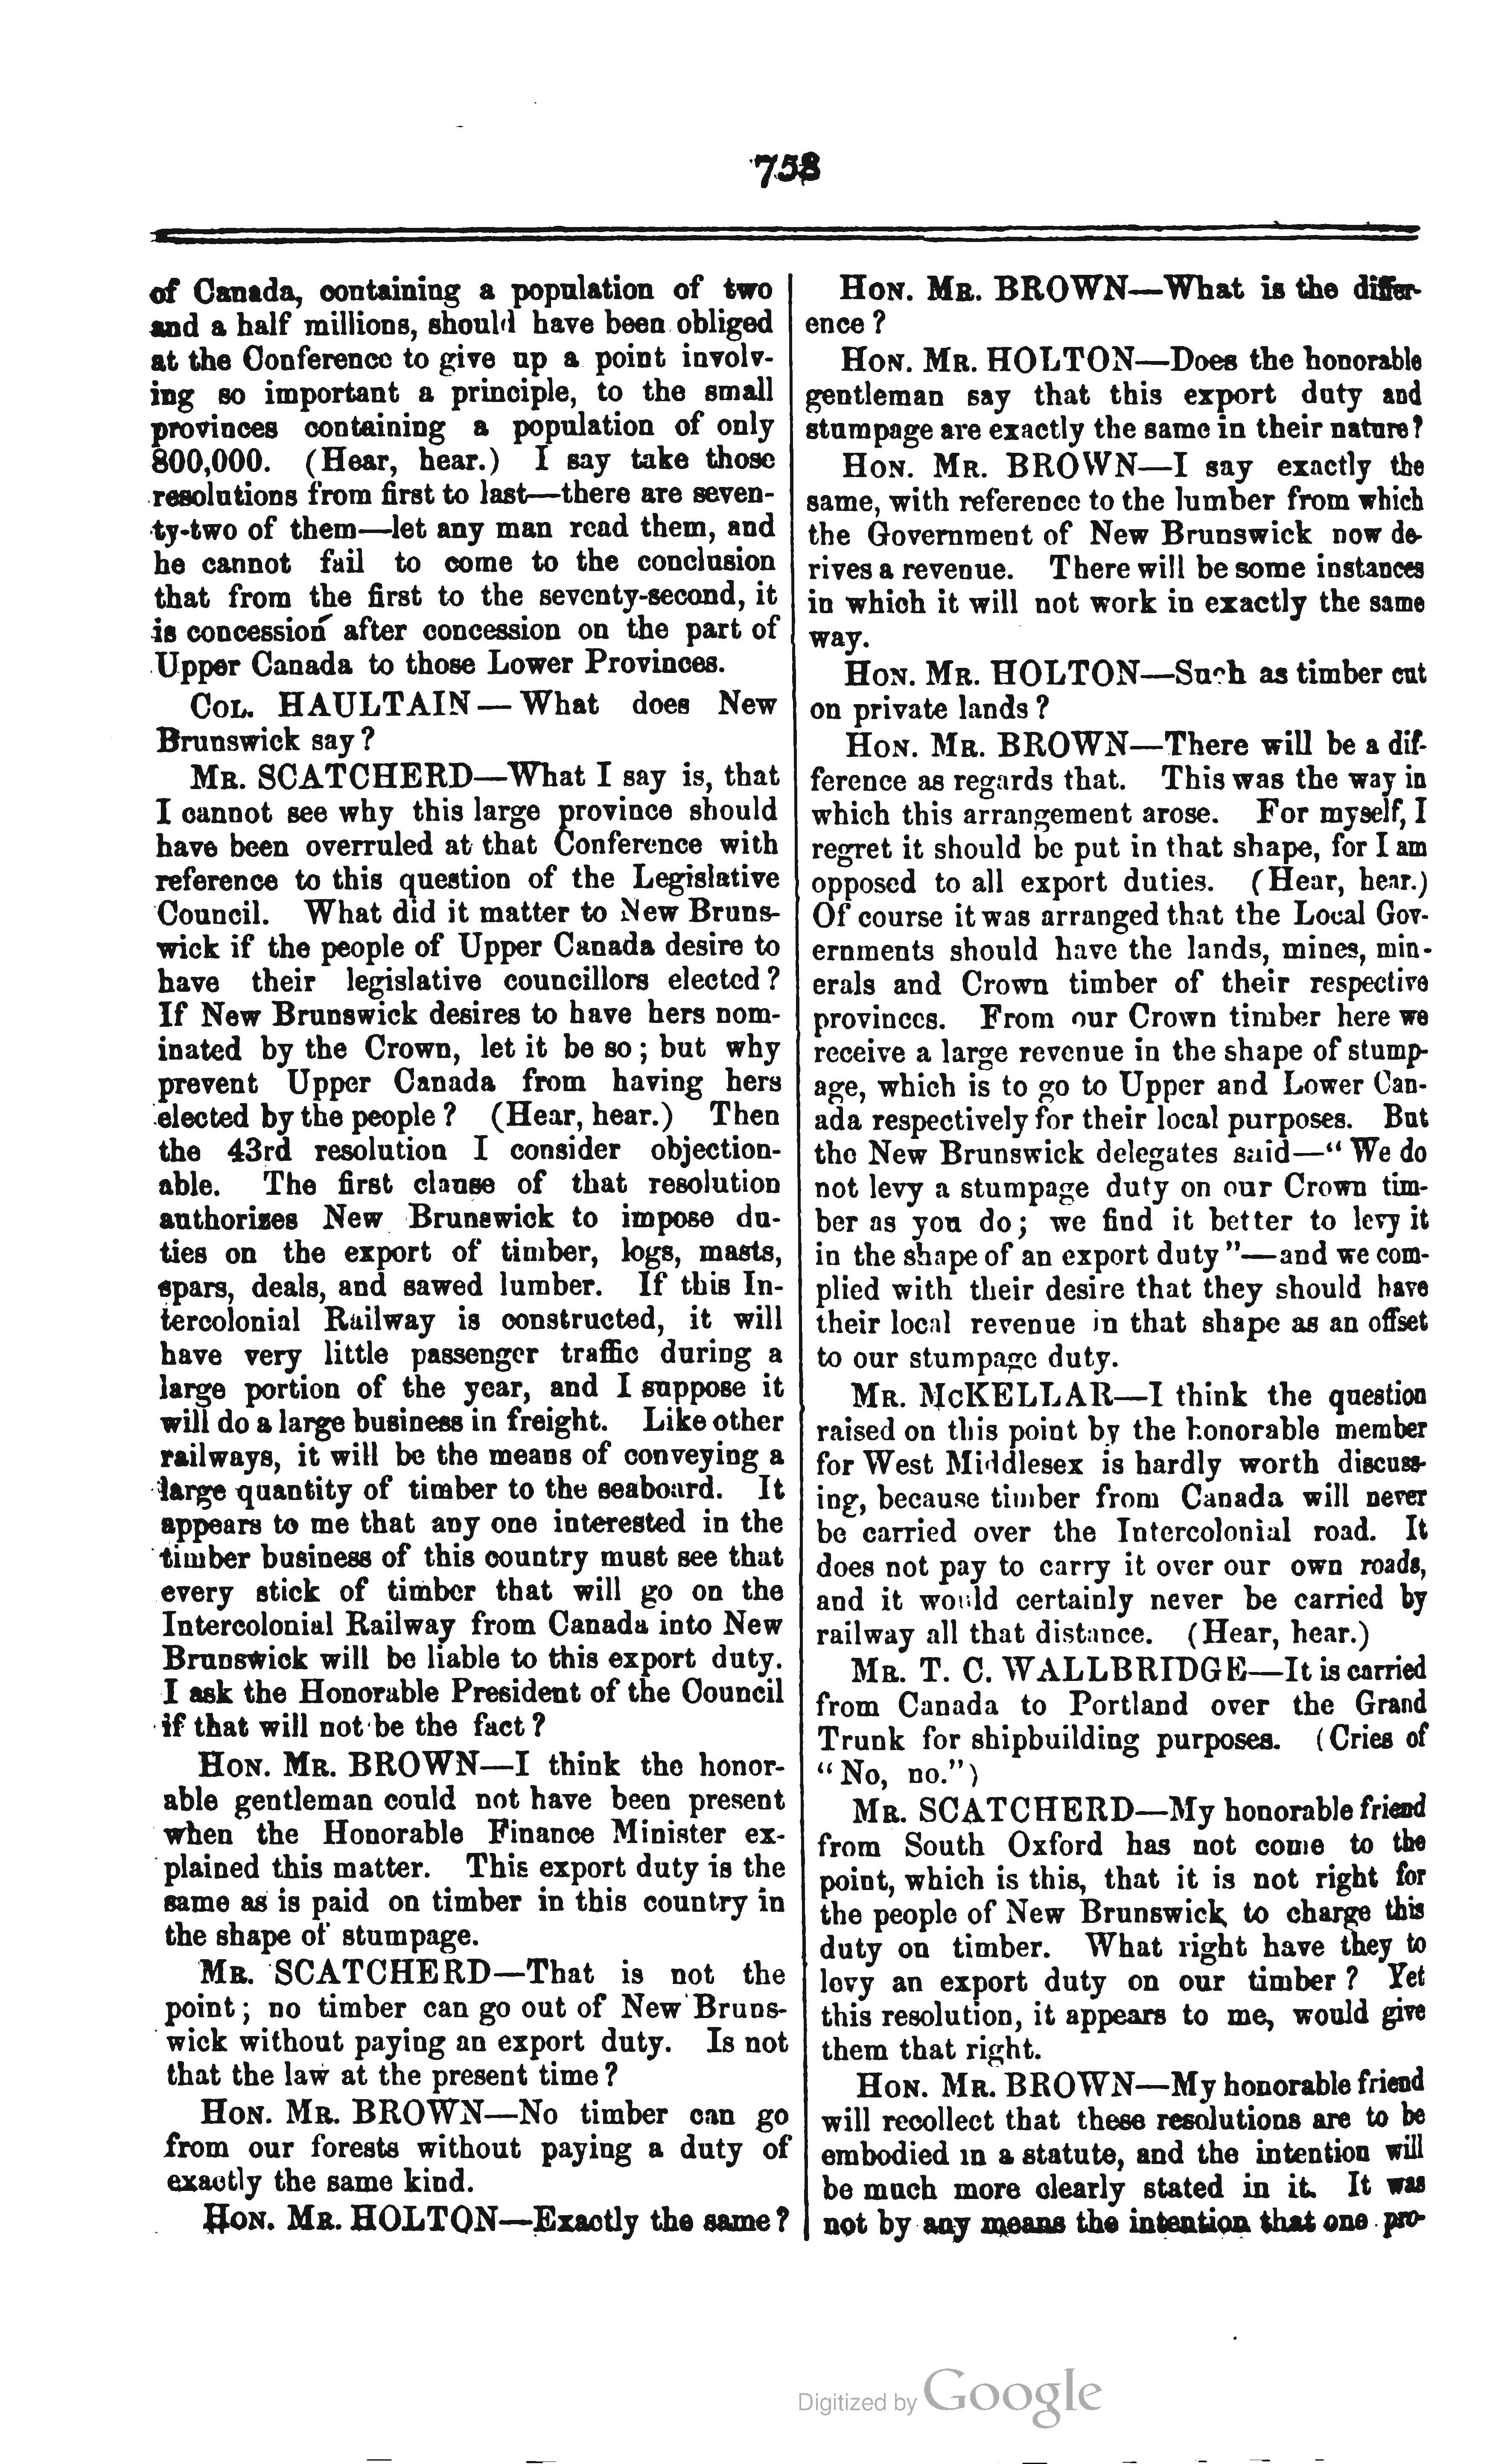 758
of Canada, containing a population of two
and a half millions, should have been obliged
at the Conference to give up a point involv-
ing so important a principle, to the small
provinces containing a population of only
800,000. (Hear, hear.) I say take those
resolutions from first to last—there are seven-
ty-two of them—let any man read them, and
he cannot fail to come to the conclusion
that from the first to the seventy-second, it
is concession after concession on the part of
Upper Canada to those Lower Provinces.
COL. HAULTAIN—What does New
Brunswick say?
MR. SCATCHERD—What I say is, that
I cannot see why this large province should
have been overruled at that Conference with
reference to this question of the Legislative
Council. What did it matter to New Bruns-
wick if the people of Upper Canada desire to
have their legislative councillors elected?
If New Brunswick desires to have hers nom-
inated by the Crown, let it be so; but why
prevent Upper Canada from having hers
elected by the people? (Hear, hear.) Then
the 43rd resolution I consider objection-
able. The first clause of that resolution
authorizes New Brunswick to impose du-
ties on the export of timber, logs, masts,
spars, deals, and sawed lumber. If this In-
tercolonial Railway is constructed, it will
have very little passenger traffic during a
large portion of the year, and I suppose it
will do a large business in freight. Like other
railways, it will be the means of conveying a
large quantity of timber to the seaboard. It
appears to me that any one interested in the
timber business of this country must see that
every stick of timber that will go on the
Intercolonial Railway from Canada into New
Brunswick will be liable to this export duty.
I ask the Honorable President of the Council
if that will not be the fact?
HON. MR. BROWN—I think the honor-
able gentleman could not have been present
when the Honorable Finance Minister ex-
plained this matter. This export duty is the
same as is paid on timber in this country in
the shape of stumpage.
MR. SCATCHERD—That is not the
point; no timber can go out of New Bruns-
wick without paying an export duty. Is not
that the law at the present time?
HON. MR. BROWN—No timber can go
from our forests without paying a duty of
exactly the same kind.
HON. MR. HOLTON—Exactly the same?
HON. MR. BROWN—What is the differ-
ence?
HON. MR. HOLTON—Does the honorable
gentleman say that this export duty and
stumpage are exactly the same in their nature?
HON. MR. BROWN—I say exactly the
same, with reference to the lumber from which
the Government of New Brunswick now de-
rives a revenue. There will be some instances
in which it will not work in exactly the same
way.
HON. MR. HOLTON—Such as timber cut
on private lands?
HON. MR. BROWN—There will be a dif-
ference as regards that. This was the way in
which this arrangement arose. For myself, I
regret it should be put in that shape, for I am
opposed to all export duties. (Hear, hear.)
Of course it was arranged that the Local Gov-
ernments should have the lands, mines, min-
erals and Crown timber of their respective
provinces. From our Crown timber here we
receive a large revenue in the shape of stump-
age, which is to go to Upper and Lower Can-
ada respectively for their local purposes. But
the New Brunswick delegates said—"We do
not levy a stumpage duty on our Crown tim-
ber as you do; we find it better to levy it
in the shape of an export duty"—and we com-
plied with their desire that they should have
their local revenue in that shape as an offset
to our stumpage duty.
MR. McKELLAR—I think the question
raised on this point by the honorable member
for West Middlesex is hardly worth discuss-
ing, because timber from Canada will never
be carried over the Intercolonial road. It
does not pay to carry it over our own roads,
and it would certainly never be carried by
railway all that distance. (Hear, hear.)
MR. T. C. WALLBRIDGE—It is carried
from Canada to Portland over the Grand
Trunk for shipbuilding purposes. (Cries of
"No, no.")
MR. SCATCHERD—My honorable friend
from South Oxford has not come to the
point, which is this, that it is not right for
the people of New Brunswick to charge this
duty on timber. What right have they to
levy an export duty on our timber? Yet
this resolution, it appears to me, would give
them that right.
HON. MR. BROWN—My honorable friend
will recollect that these resolutions are to be
embodied in a statute, and the intention will
be much more clearly stated in it. It was
not by any means the intention that one pro-
Digitized by Google